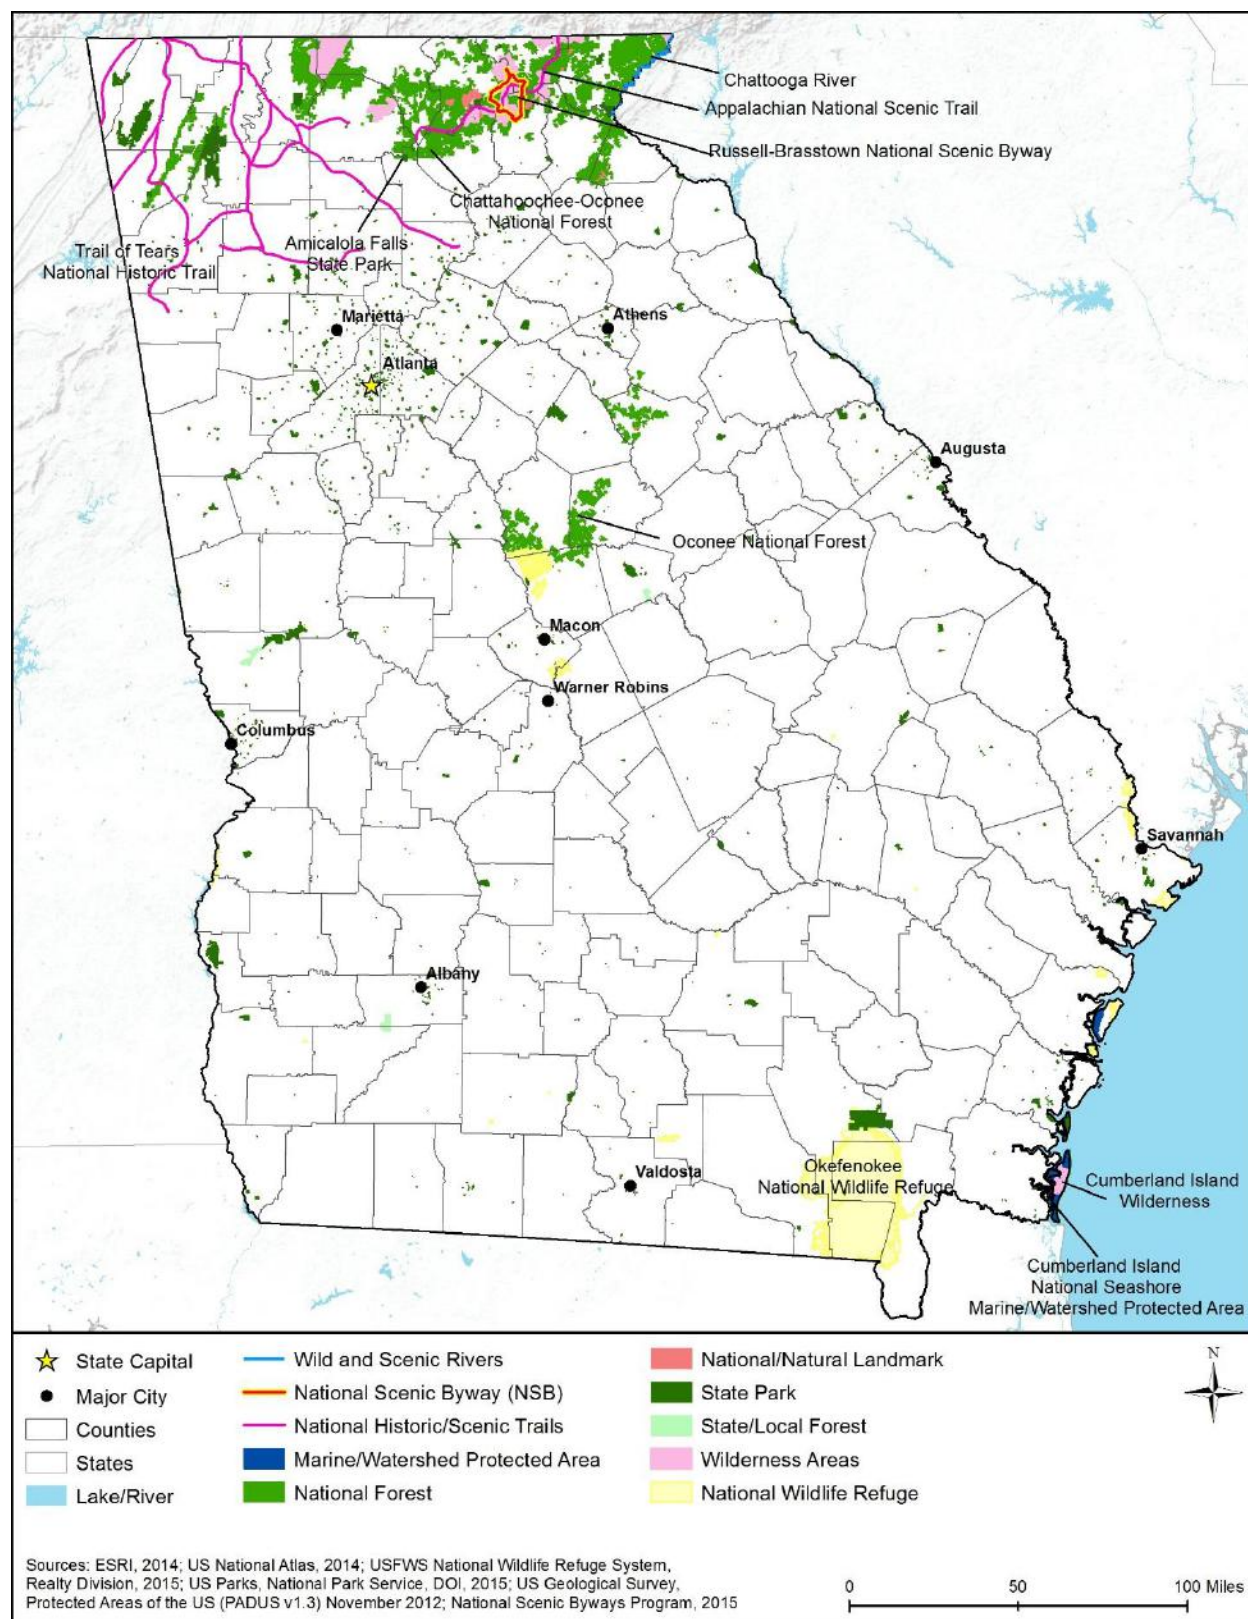 Chattooga River
Appalachian National Scenic Trail
Russell-Brasstown National Scenic Byway
Chattahoochee-Oconee
National Forest
Amicalola Falls
State Park
Trail of Tears
National Historic Trail
Marietta
Athens
Atlanta
Augusta
Oconee National Forest
Macon
Warner Robins
Columbus
Savannah
Albany
Okefenokee
National Wildlife Refuge
Valdosta
Cumberland Island
Wilderness
Cumberland Island
National Seashore
Marine/Watershed Protected Area
State Capital
Major City
Counties
States
Lake/River
Wild and Scenic Rivers
National Scenic Byway (NSB)
National Historic/Scenic Trails
Marine/Watershed Protected Area
National Forest
National/Natural Landmark
State Park
State/Local Forest
Wilderness Areas
National Wildlife Refuge
N
Sources: ESRI, 2014; US National Atlas, 2014; USFWS National Wildlife Refuge System,
Realty Division, 2015; US Parks, National Park Service, DOI, 2015; US Geological Survey,
Protected Areas of the US (PADUS v1.3) November 2012; National Scenic Byways Program, 2015
0 50 100 Miles